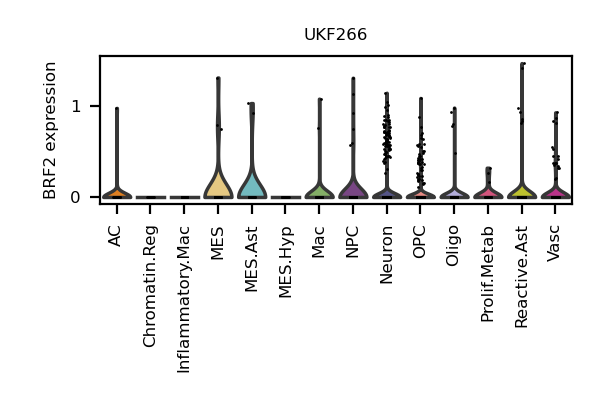 UKF266
BRF2 expression
1
0
AC
Chromatin.Reg
Inflammatory.Mac
MES
MES.Ast
MES.Hyp
Mac
NPC
Neuron
OPC
Oligo
Prolif.Metab
Reactive.Ast
Vasc